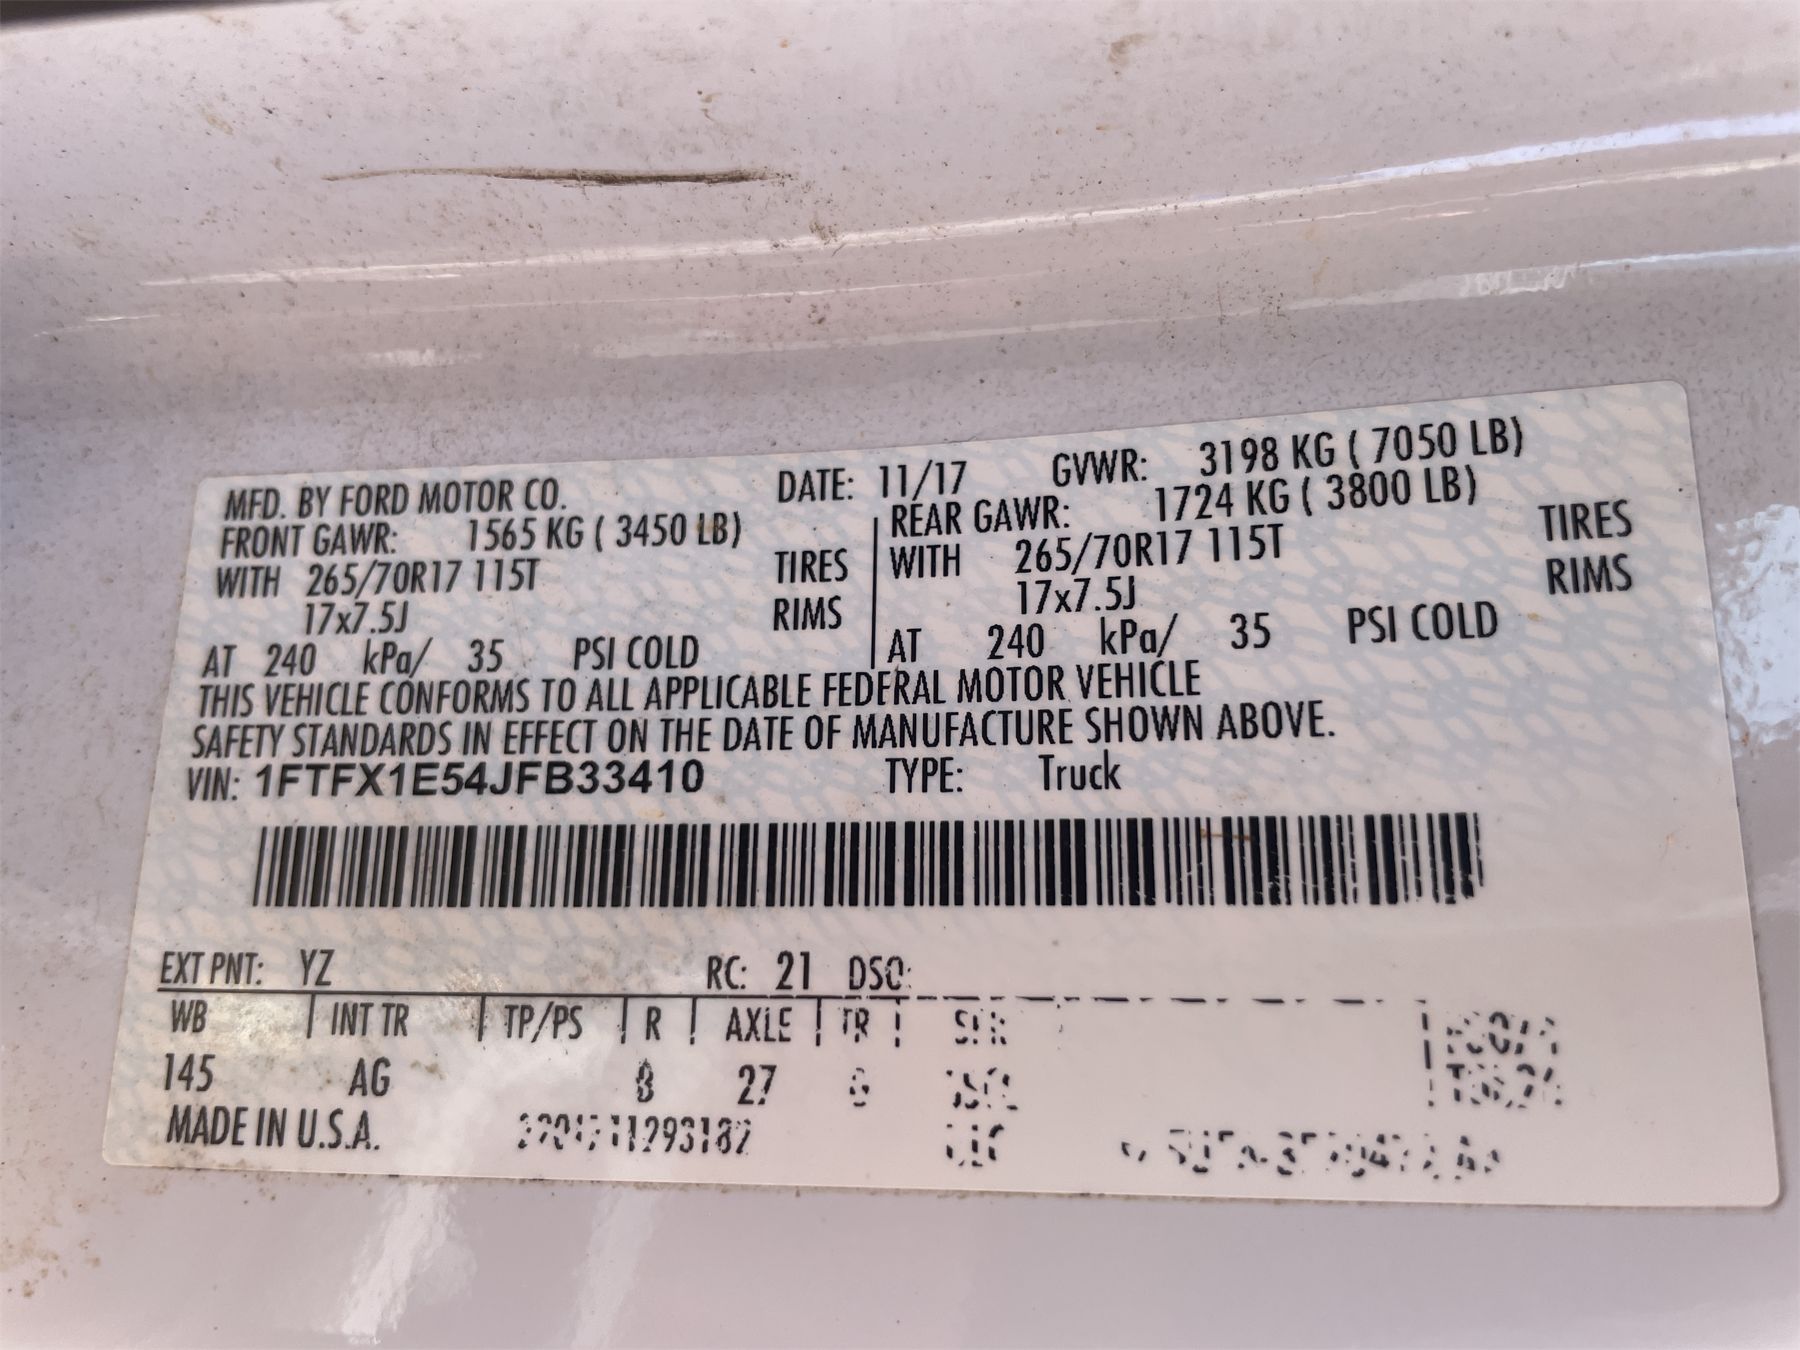 MFD. BY FORD MOTOR CO. DATE: 11/17 GVWR: 3198 KG ( 7050 LB)
FRONT GAWR: 1565 KG ( 3450 LB) REAR GAWR: 1724 KG ( 3800 LB)
WITH 265/70R17 115T TIRES WITH 265/70R17 115T TIRES
17x7.5J RIMS 17x7.5J RIMS
AT 240 kPa/ 35 PSI COLD AT 240 kPa/ 35 PSI COLD
THIS VEHICLE CONFORMS TO ALL APPLICABLE FEDERAL MOTOR VEHICLE
SAFETY STANDARDS IN EFFECT ON THE DATE OF MANUFACTURE SHOWN ABOVE.
VIN: 1FTFX1E54JFB33410 TYPE: Truck
EXT PNT: YZ RC: 21 DSO:
WB INT TR TP/PS R AXLE TR SPR
145 AG 27
MADE IN U.S.A.